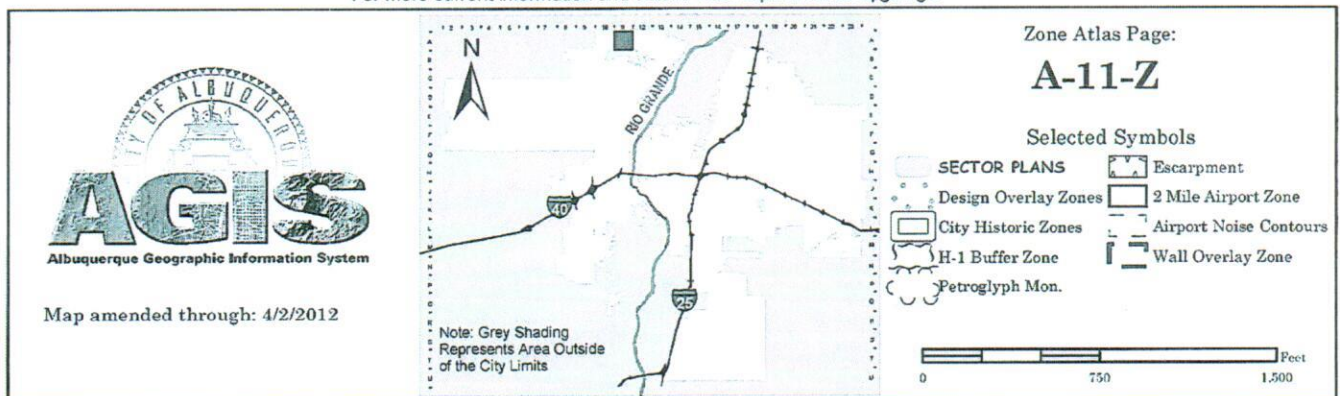 CITY OF ALBUQUERQUE
AGIS
Albuquerque Geographic Information System
Map amended through: 4/2/2012
N
RIO GRANDE
40
25
Note: Grey Shading
Represents Area Outside
of the City Limits
Zone Atlas Page:
A-11-Z
Selected Symbols
SECTOR PLANS
Escarpment
Design Overlay Zones
2 Mile Airport Zone
City Historic Zones
Airport Noise Contours
H-1 Buffer Zone
Wall Overlay Zone
Petroglyph Mon.
Feet
0
750
1,500